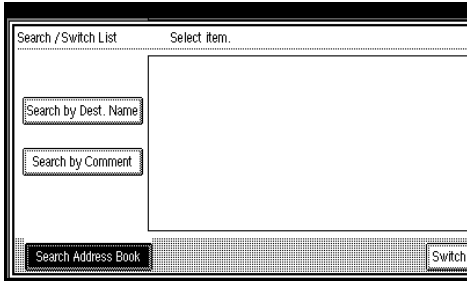 Search / Switch List
Select item.
Search by Dest. Name
Search by Comment
Search Address Book
Switch